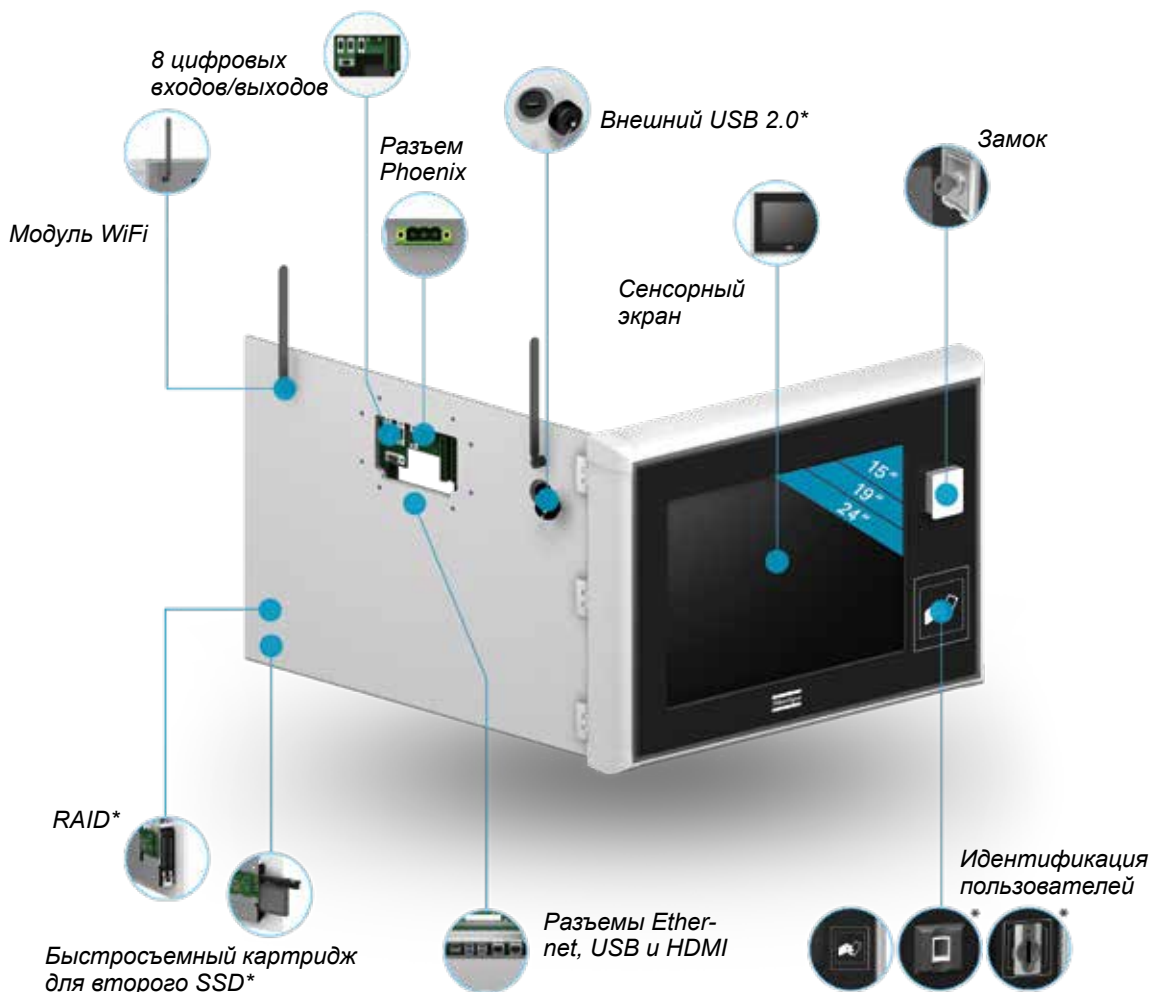 8 цифровых
входов/выходов
Внешний USB 2.0*
Замок
Разъем
Phoenix
Модуль WiFi
Сенсорный
экран
15"
19"
24"
RAID*
Быстросъемный картридж
для второго SSD*
Разъемы Ether-
net, USB и HDMI
Идентификация
пользователей
* *